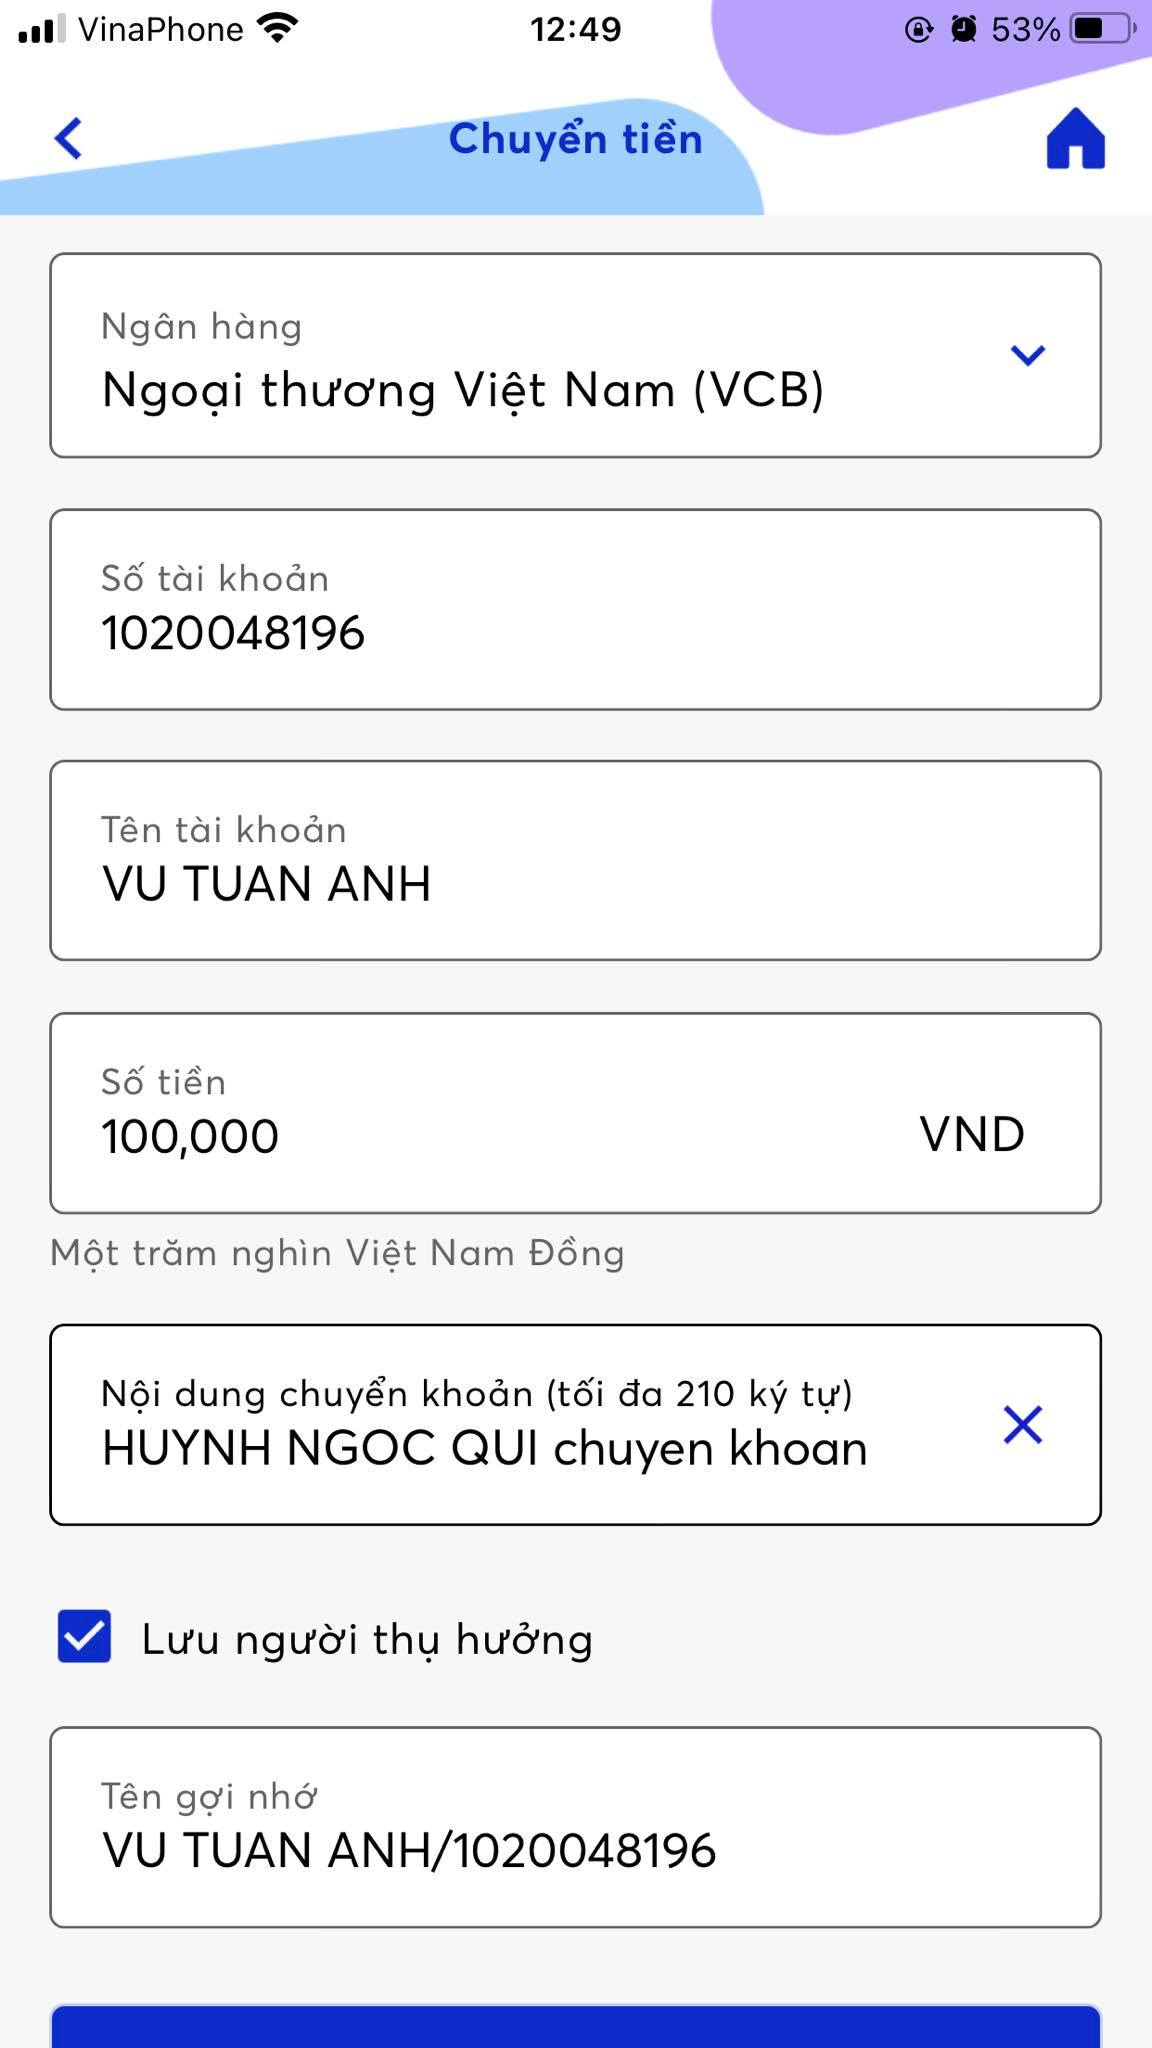 VinaPhone 12:49 53%
Chuyển tiền
Ngân hàng
Ngoại thương Việt Nam (VCB)
Số tài khoản
1020048196
Tên tài khoản
VU TUAN ANH
Số tiền
100,000 VND
Một trăm nghìn Việt Nam Đồng
Nội dung chuyển khoản (tối đa 210 ký tự)
HUYNH NGOC QUI chuyen khoan
Lưu người thụ hưởng
Tên gợi nhớ
VU TUAN ANH/1020048196